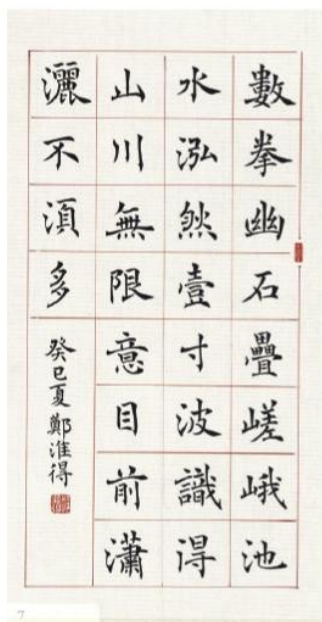 數拳幽石疊嵯峨池
水泓然壹寸波識得
山川無限意目前瀟
灑不須多
癸巳夏鄭淮得
7